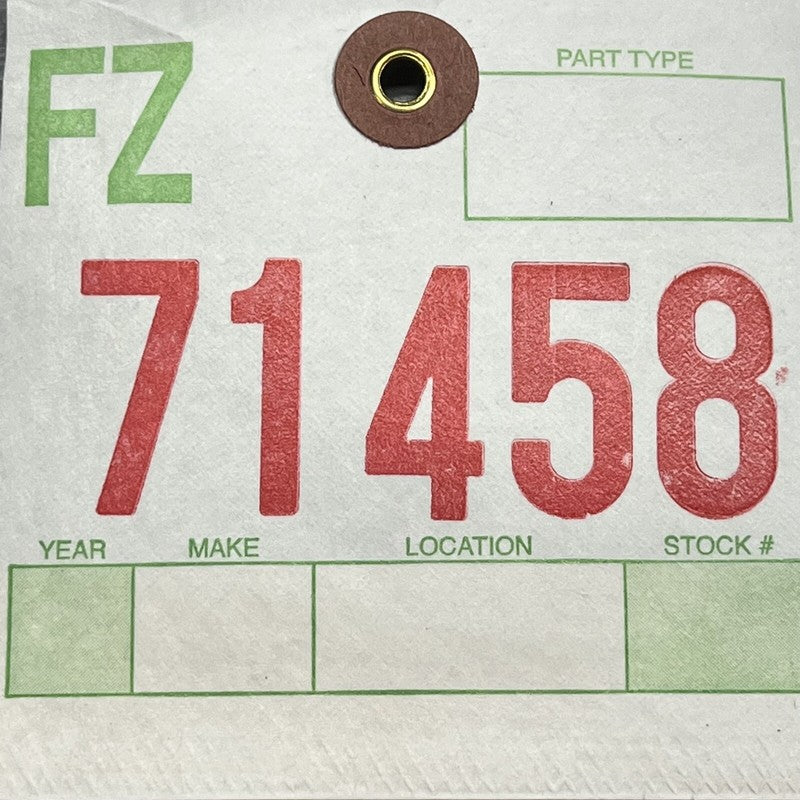 FZ
PART TYPE
71458
YEAR MAKE LOCATION STOCK #